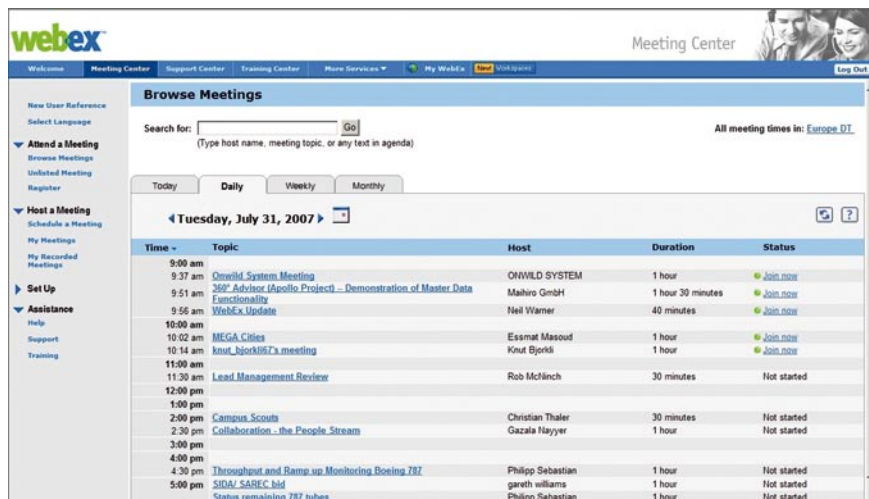 webex
Meeting Center
Welcome Meeting Center Support Center Training Center More Services My WebEx New! Workspaces Log Out
New User Reference
Select Language
Attend a Meeting
Browse Meetings
Unlisted Meeting
Register
Host a Meeting
Schedule a Meeting
My Meetings
My Recorded
Meetings
Set Up
Assistance
Help
Support
Training
Browse Meetings
Search for: Go
(Type host name, meeting topic, or any text in agenda)
All meeting times in: Europe DT
Today Daily Weekly Monthly
Tuesday, July 31, 2007
?
Time Topic Host Duration Status
9:00 am
9:37 am Onwild System Meeting ONWILD SYSTEM 1 hour Join now
9:51 am 360° Advisor (Apollo Project) – Demonstration of Master Data
Functionality Maihiro GmbH 1 hour 30 minutes Join now
9:56 am WebEx Update Neil Warner 40 minutes Join now
10:00 am
10:02 am MEGA Cities Essmat Masoud 1 hour Join now
10:14 am knut_bjorkli67's meeting Knut Bjorkli 1 hour Join now
11:00 am
11:30 am Lead Management Review Rob McNinch 30 minutes Not started
12:00 pm
1:00 pm
2:00 pm Campus Scouts Christian Thaler 30 minutes Not started
2:30 pm Collaboration - the People Stream Gazala Nayyer 1 hour Not started
3:00 pm
4:00 pm
4:30 pm Throughput and Ramp up Monitoring Boeing 787 Philipp Sebastian 1 hour Not started
5:00 pm SIDA/ SAREC bid gareth williams 1 hour Not started
Status remaining 787 tubes Philipp Sebastian 1 hour Not started